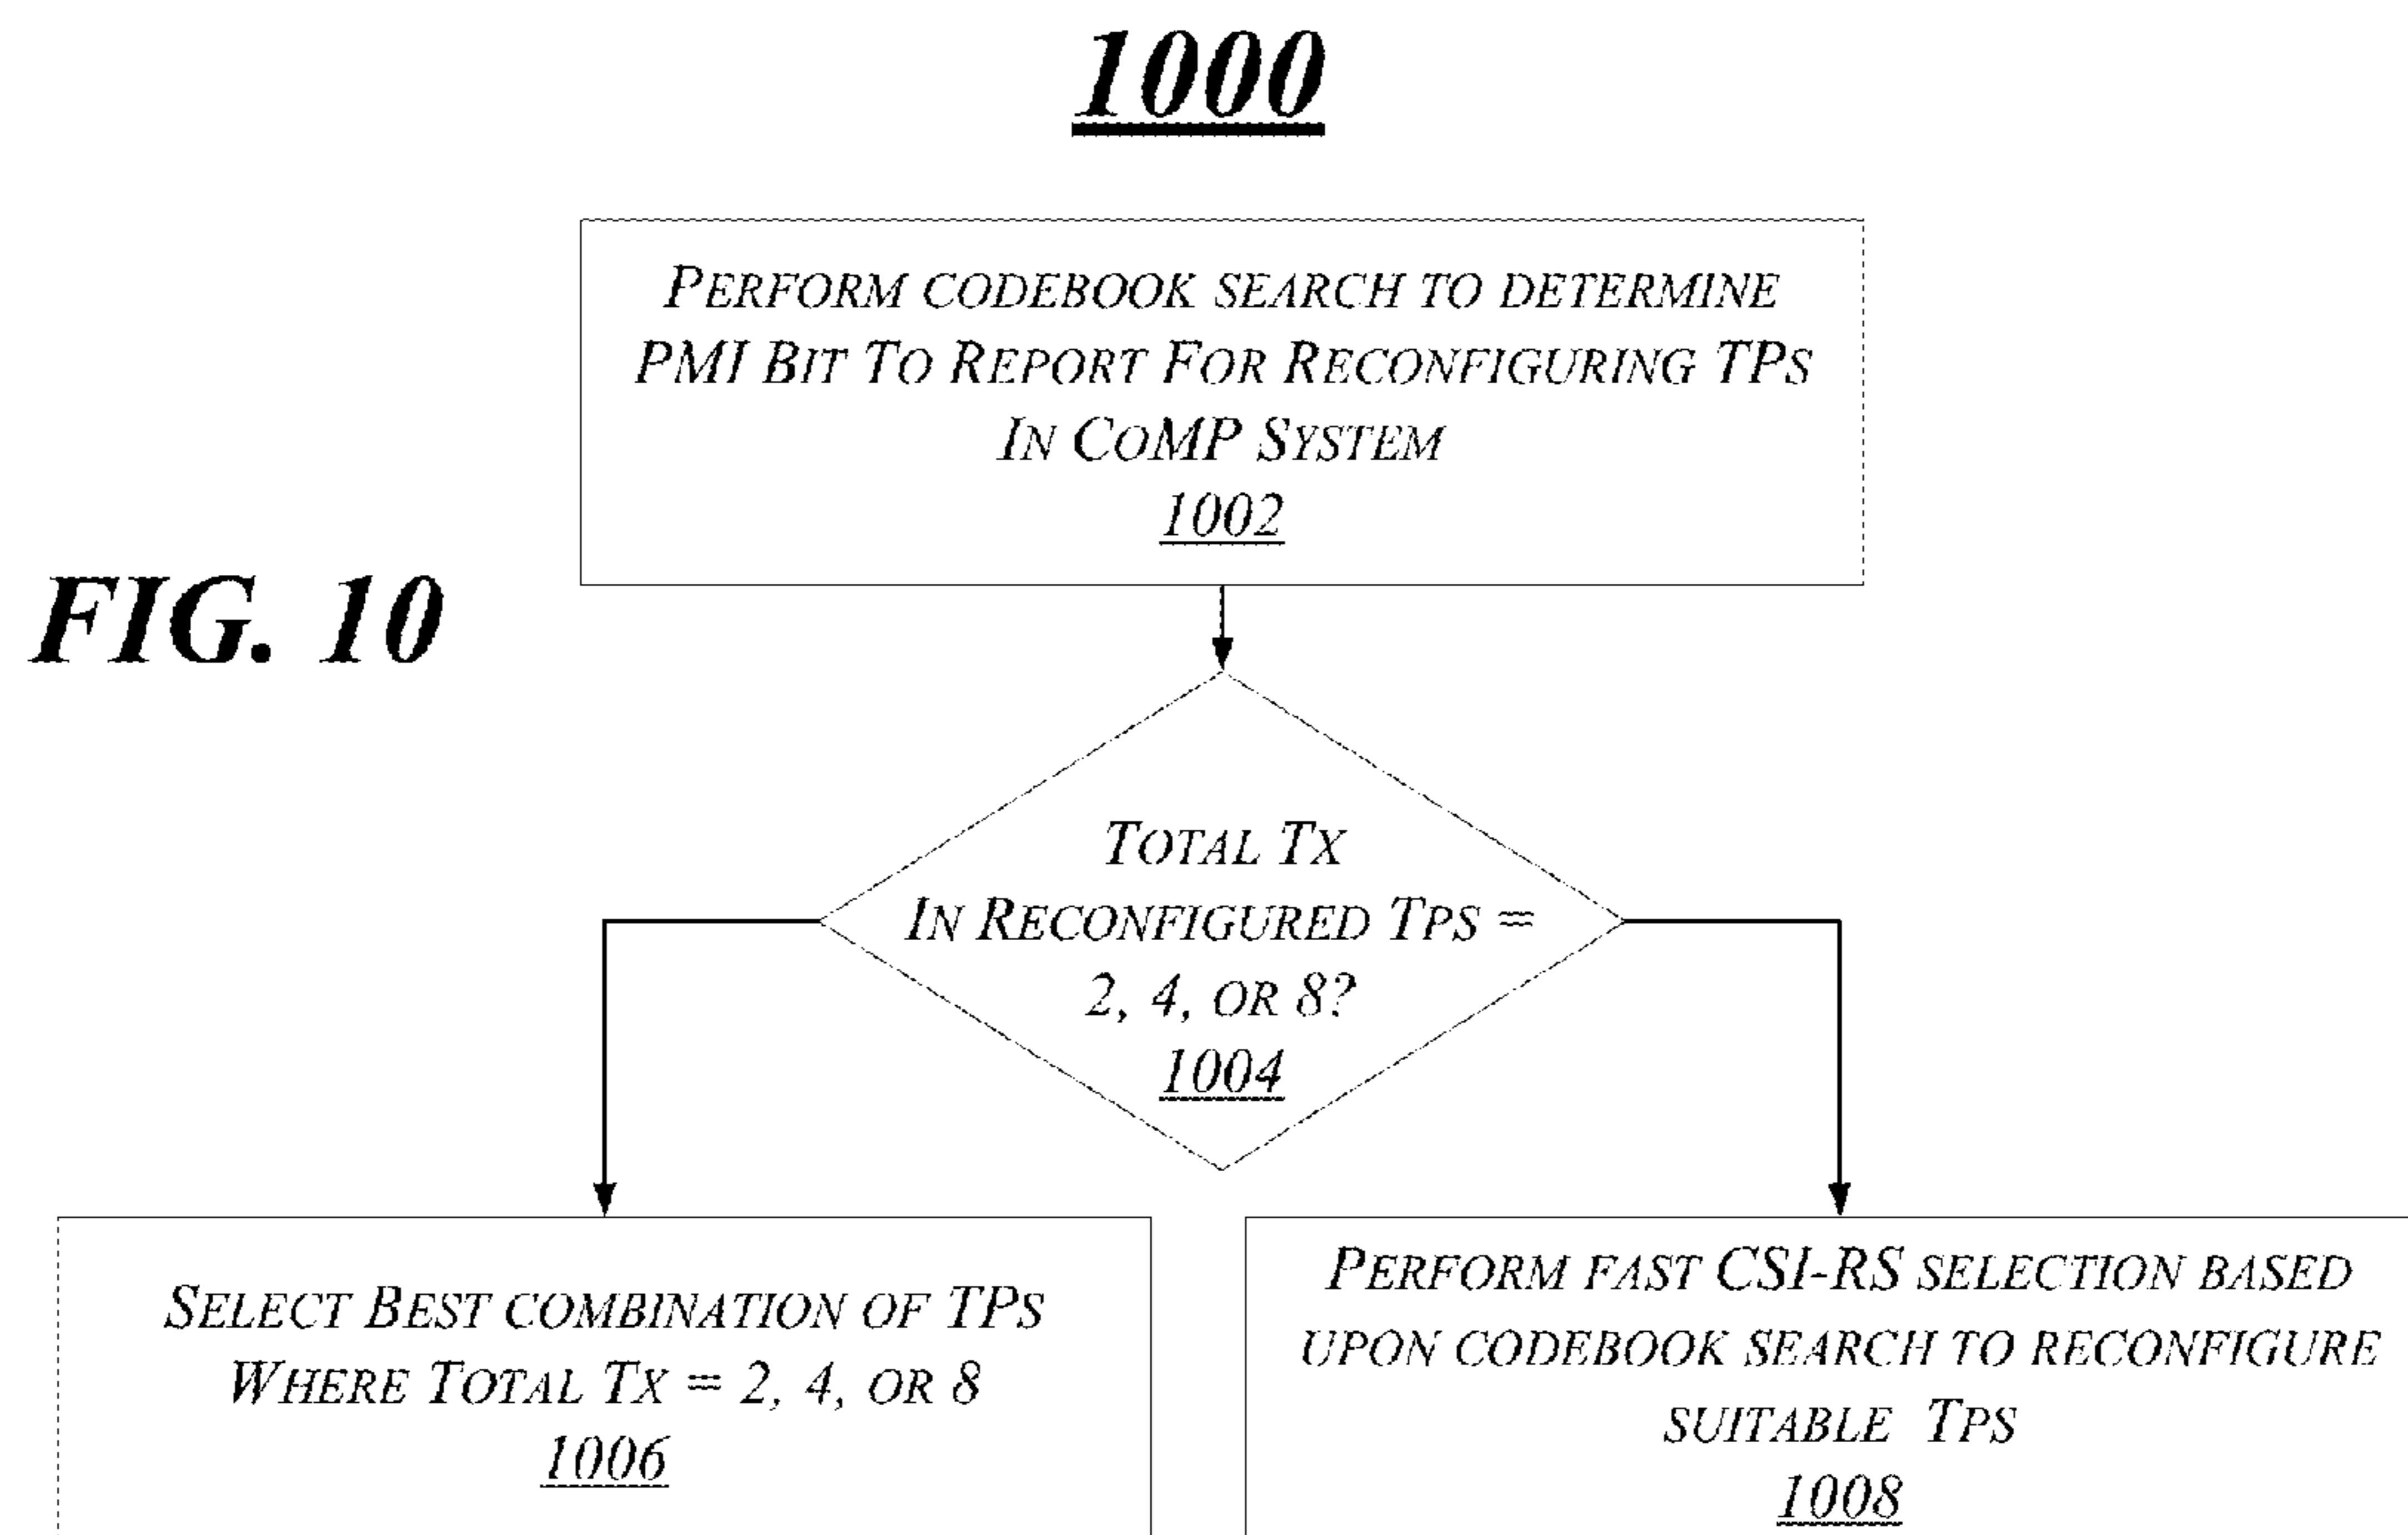 1000
PERFORM CODEBOOK SEARCH TO DETERMINE
PMI BIT TO REPORT FOR RECONFIGURING TPS
IN COMP SYSTEM
1002
FIG. 10
TOTAL TX
IN RECONFIGURED TPS =
2, 4, OR 8?
1004
SELECT BEST COMBINATION OF TPS
WHERE TOTAL TX = 2, 4, OR 8
1006
PERFORM FAST CSI-RS SELECTION BASED
UPON CODEBOOK SEARCH TO RECONFIGURE
SUITABLE TPS
1008